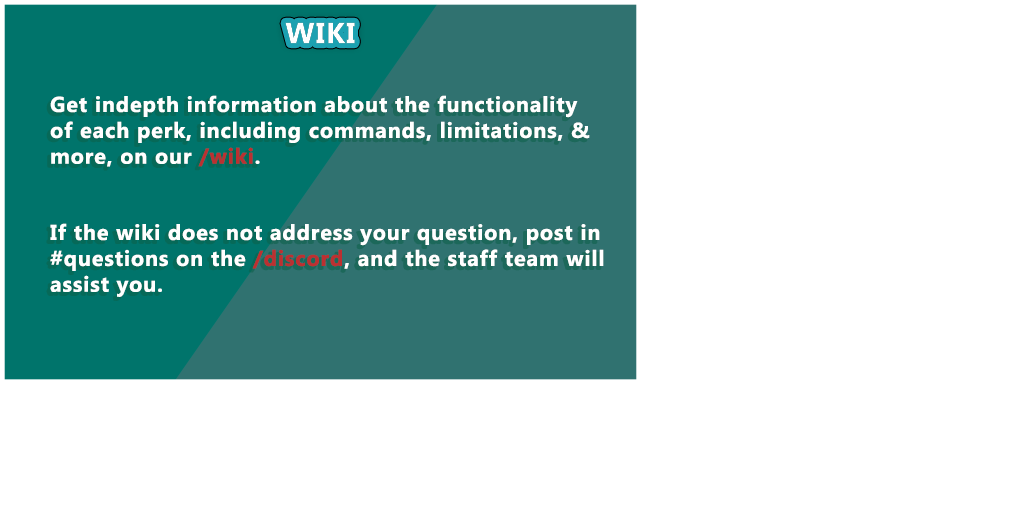 WIKI
Get indepth information about the functionality
of each perk, including commands, limitations, &
more, on our /wiki.
If the wiki does not address your question, post in
#questions on the /discord, and the staff team will
assist you.